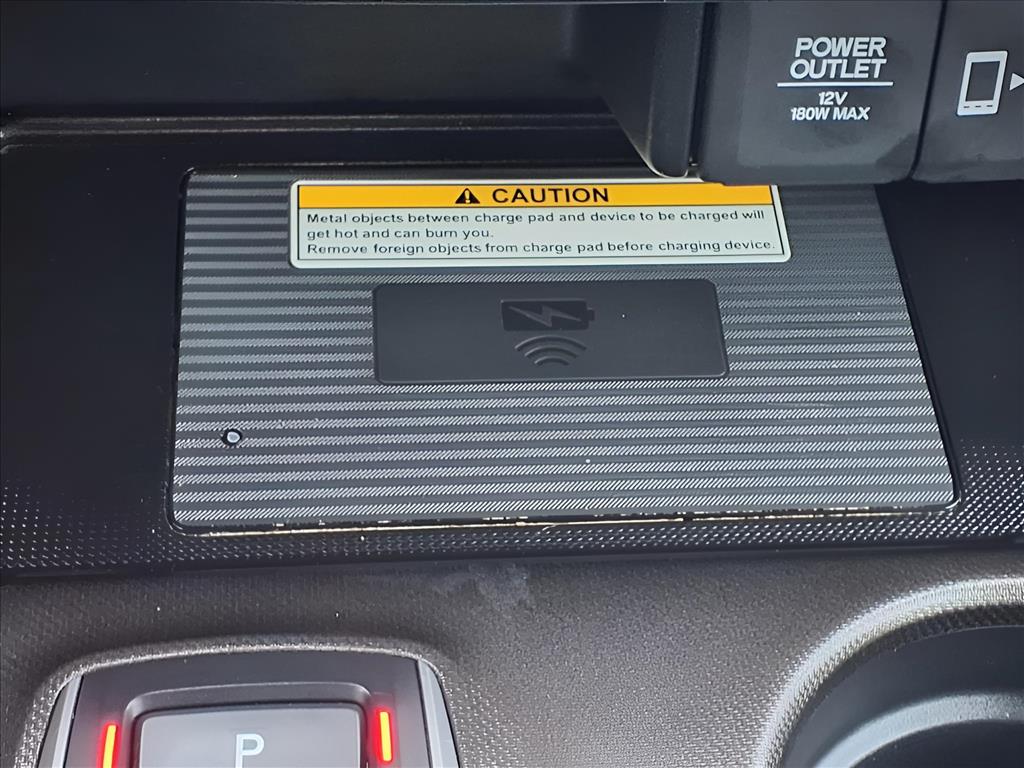 POWER
OUTLET
12V
180W MAX
CAUTION
Metal objects between charge pad and device to be charged will
get hot and can burn you.
Remove foreign objects from charge pad before charging device.
P